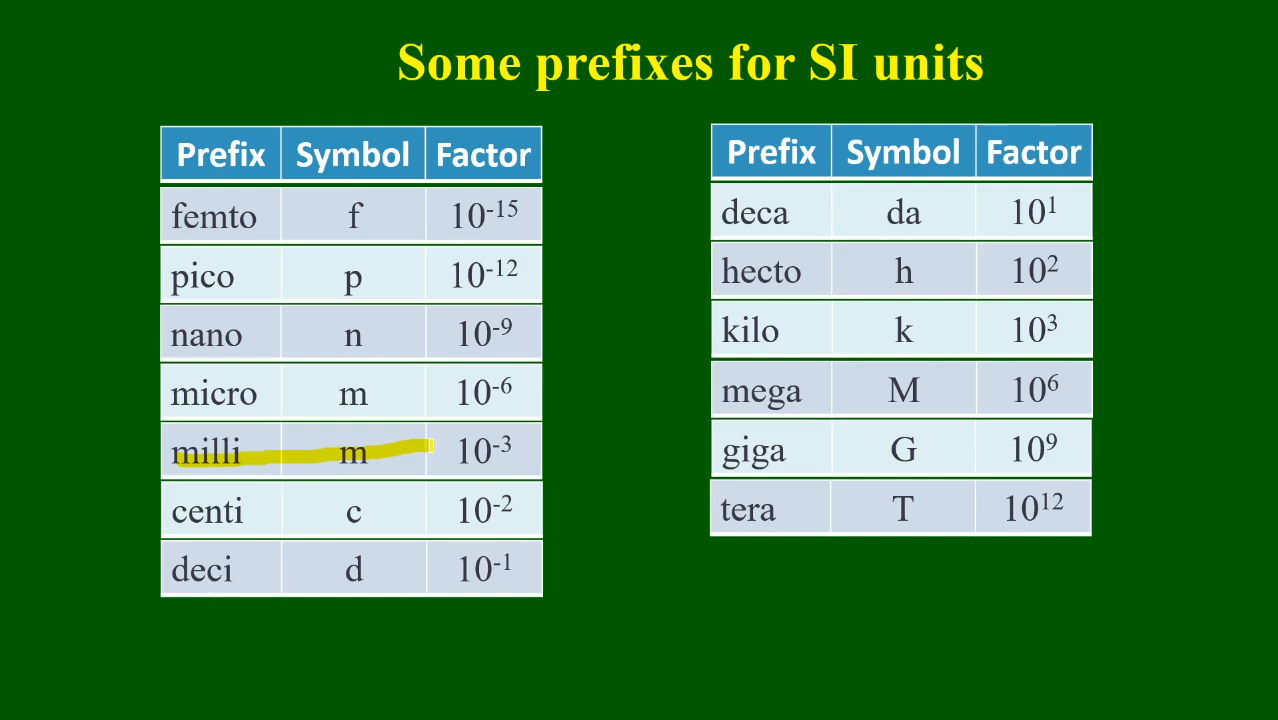 Some prefixes for SI units
Prefix Symbol Factor
femto f 10⁻¹⁵
pico p 10⁻¹²
nano n 10⁻⁹
micro m 10⁻⁶
milli m 10⁻³
centi c 10⁻²
deci d 10⁻¹
Prefix Symbol Factor
deca da 10¹
hecto h 10²
kilo k 10³
mega M 10⁶
giga G 10⁹
tera T 10¹²